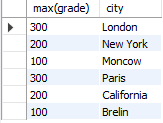 max(grade) city
300 London
200 New York
100 Moncow
300 Paris
200 California
100 Brelin